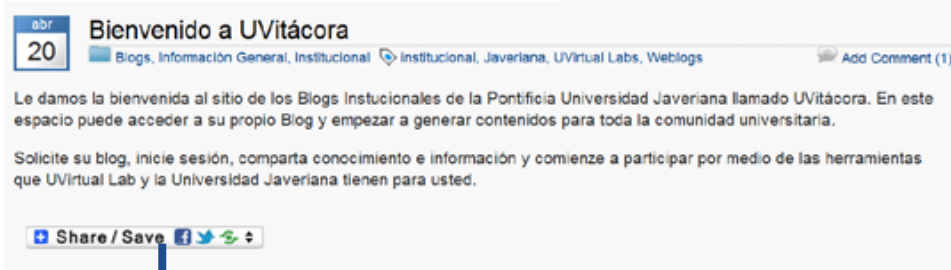 abr
20
Bienvenido a UVitácora
Blogs, Información General, Institucional Institucional, Javeriana, UVirtual Labs, Weblogs
Add Comment (1)
Le damos la bienvenida al sitio de los Blogs Instucionales de la Pontificia Universidad Javeriana llamado UVitácora. En este
espacio puede acceder a su propio Blog y empezar a generar contenidos para toda la comunidad universitaria.
Solicite su blog, inicie sesión, comparta conocimiento e información y comienze a participar por medio de las herramientas
que UVirtual Lab y la Universidad Javeriana tienen para usted.
Share / Save